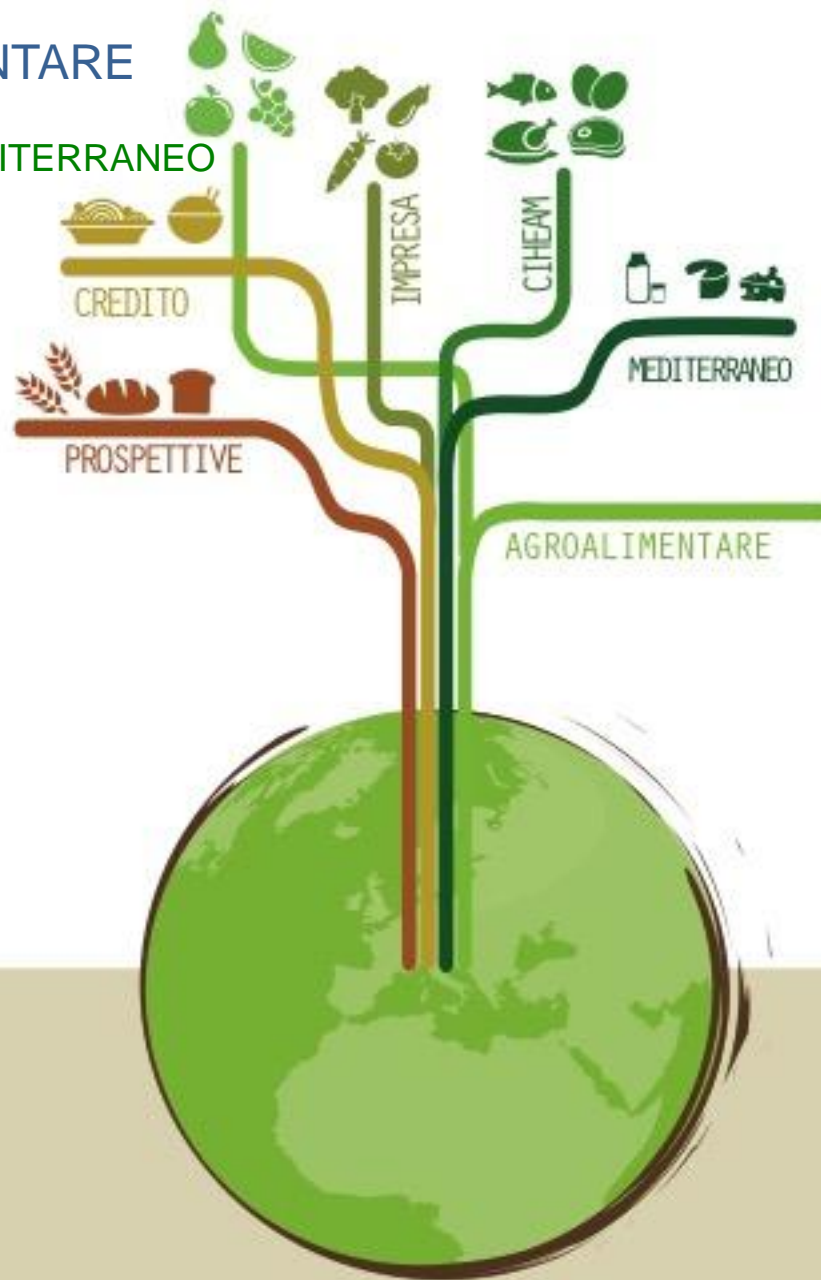 NTARE
ITERRANEO
IMPRESA
CIHEAM
CREDITO
MEDITERRANEO
PROSPETTIVE
AGROALIMENTARE